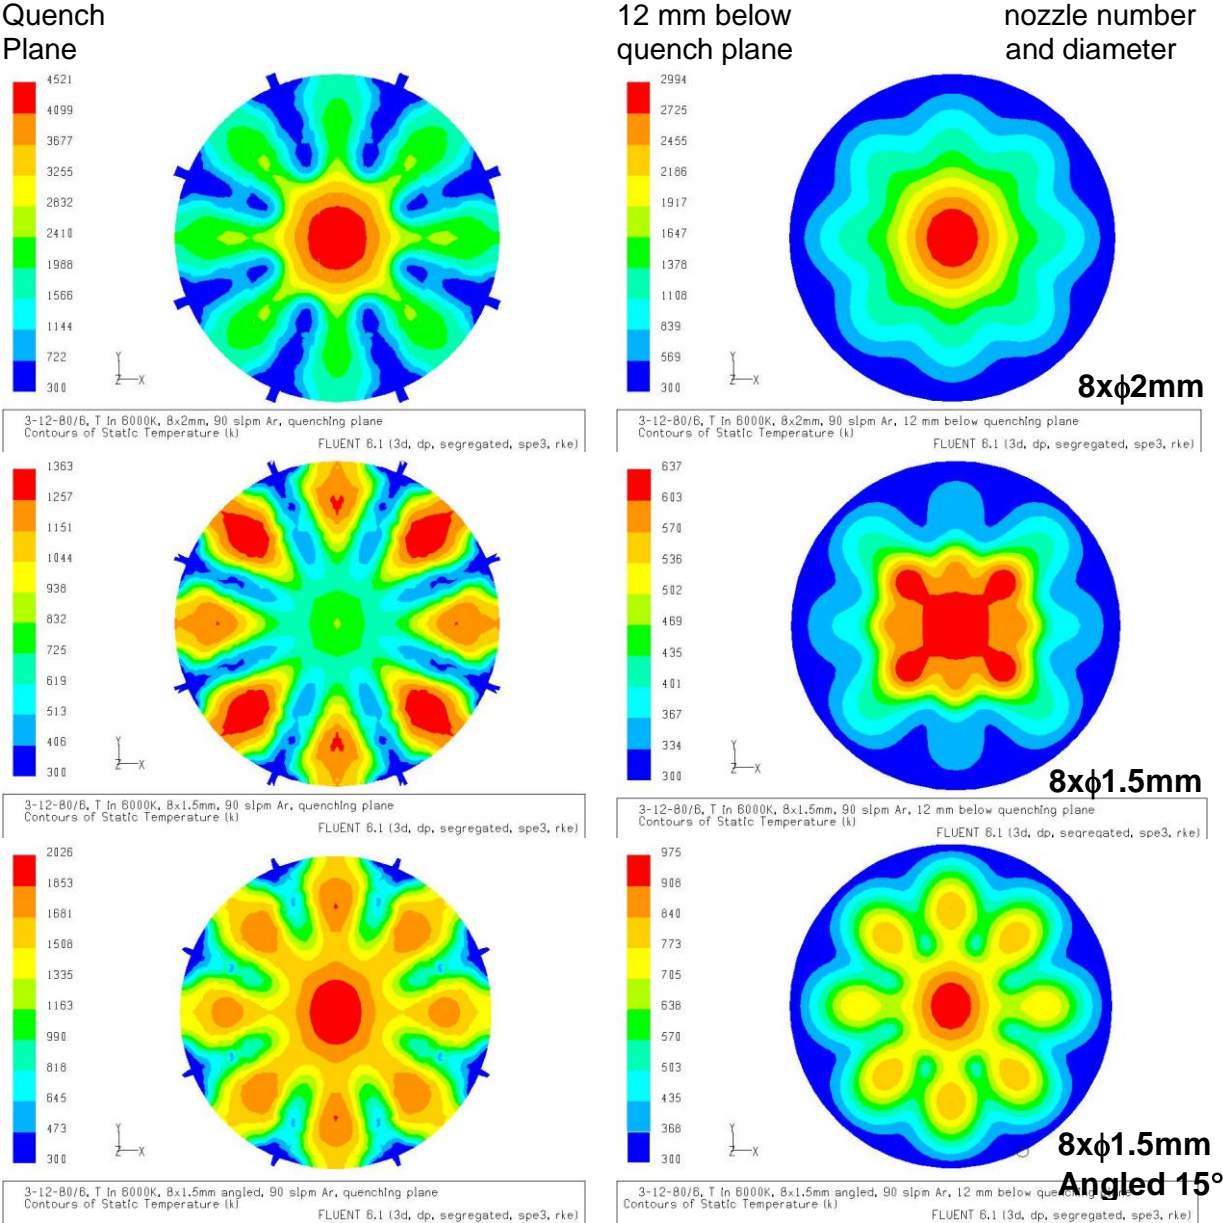 Quench
Plane
12 mm below
quench plane
nozzle number
and diameter
4521
4099
3677
3255
2832
2410
1988
1566
1144
722
300
Y
Z
X
3-12-80/6, T in 6000K, 8x2mm, 90 slpm Ar, quenching plane
Contours of Static Temperature (k)
FLUENT 6.1 (3d, dp, segregated, spe3, rke)
2994
2725
2455
2186
1917
1647
1378
1108
839
569
300
Y
Z
X
8xϕ2mm
3-12-80/6, T in 6000K, 8x2mm, 90 slpm Ar, 12 mm below quenching plane
Contours of Static Temperature (k)
FLUENT 6.1 (3d, dp, segregated, spe3, rke)
1363
1257
1151
1044
938
832
725
619
513
406
300
Y
Z
X
3-12-80/6, T in 6000K, 8x1.5mm, 90 slpm Ar, quenching plane
Contours of Static Temperature (k)
FLUENT 6.1 (3d, dp, segregated, spe3, rke)
637
603
570
536
502
469
435
401
367
334
300
Y
Z
X
8xϕ1.5mm
3-12-80/6, T in 6000K, 8x1.5mm, 90 slpm Ar, 12 mm below quenching plane
Contours of Static Temperature (k)
FLUENT 6.1 (3d, dp, segregated, spe3, rke)
2026
1853
1681
1508
1335
1163
990
818
645
473
300
Y
Z
X
3-12-80/6, T in 6000K, 8x1.5mm angled, 90 slpm Ar, quenching plane
Contours of Static Temperature (k)
FLUENT 6.1 (3d, dp, segregated, spe3, rke)
975
908
840
773
705
638
570
503
435
368
300
Y
Z
X
8xϕ1.5mm
Angled 15°
3-12-80/6, T in 6000K, 8x1.5mm angled, 90 slpm Ar, 12 mm below quenching plane
Contours of Static Temperature (k)
FLUENT 6.1 (3d, dp, segregated, spe3, rke)